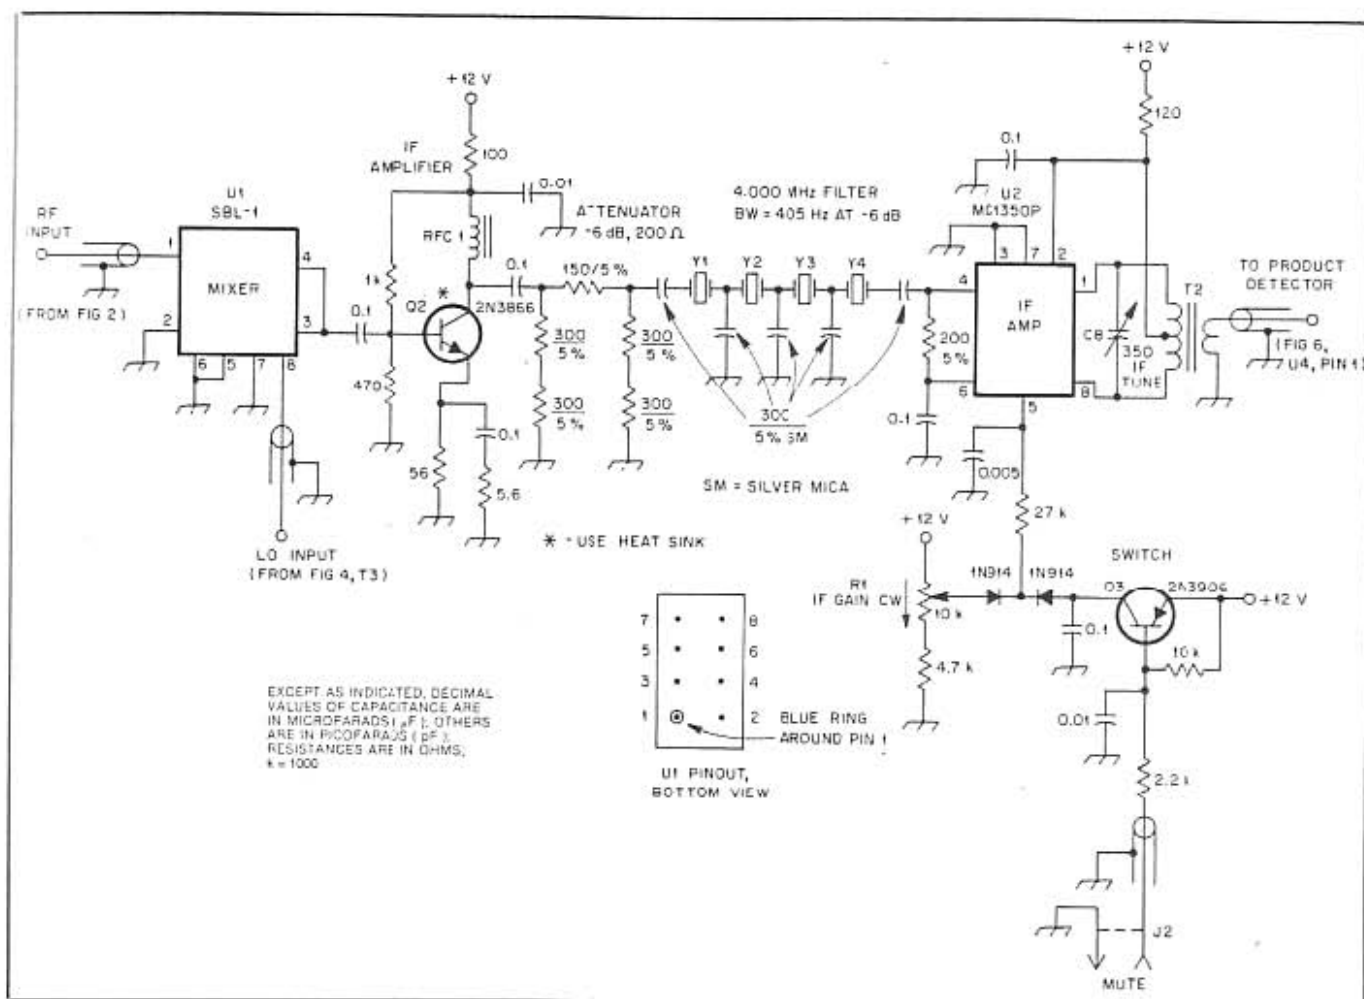 +12 V
100
IF
AMPLIFIER
0.01
RFC 1
U1
SBL-1
RF
INPUT
1
4
MIXER
2
3
6
5
7
8
(FROM FIG 2)
LO INPUT
(FROM FIG 4, T3)
0.1
1k
470
Q2
*
2N3866
0.1
56
0.1
5.6
ATTENUATOR
-6 dB, 200 Ω
150/5%
300
5%
300
5%
300
5%
300
5%
4.000 MHz FILTER
BW = 405 Hz AT -6 dB
Y1
Y2
Y3
Y4
300
5% SM
SM = SILVER MICA
* - USE HEAT SINK
+12 V
120
0.1
U2
MC1350P
3
7
2
4
1
IF
AMP
6
8
5
200
5%
0.1
0.005
C8
350
IF
TUNE
T2
TO PRODUCT
DETECTOR
(FIG 6,
U4, PIN 1)
27 k
+12 V
R1
IF GAIN CW
10k
4.7k
1N914
1N914
SWITCH
Q3
2N3906
+12 V
0.1
10k
0.01
2.2k
J2
MUTE
7
8
5
6
3
4
1
2
BLUE RING
AROUND PIN 1
U1 PINOUT,
BOTTOM VIEW
EXCEPT AS INDICATED, DECIMAL
VALUES OF CAPACITANCE ARE
IN MICROFARADS (µF); OTHERS
ARE IN PICOFARADS (pF);
RESISTANCES ARE IN OHMS;
k = 1000